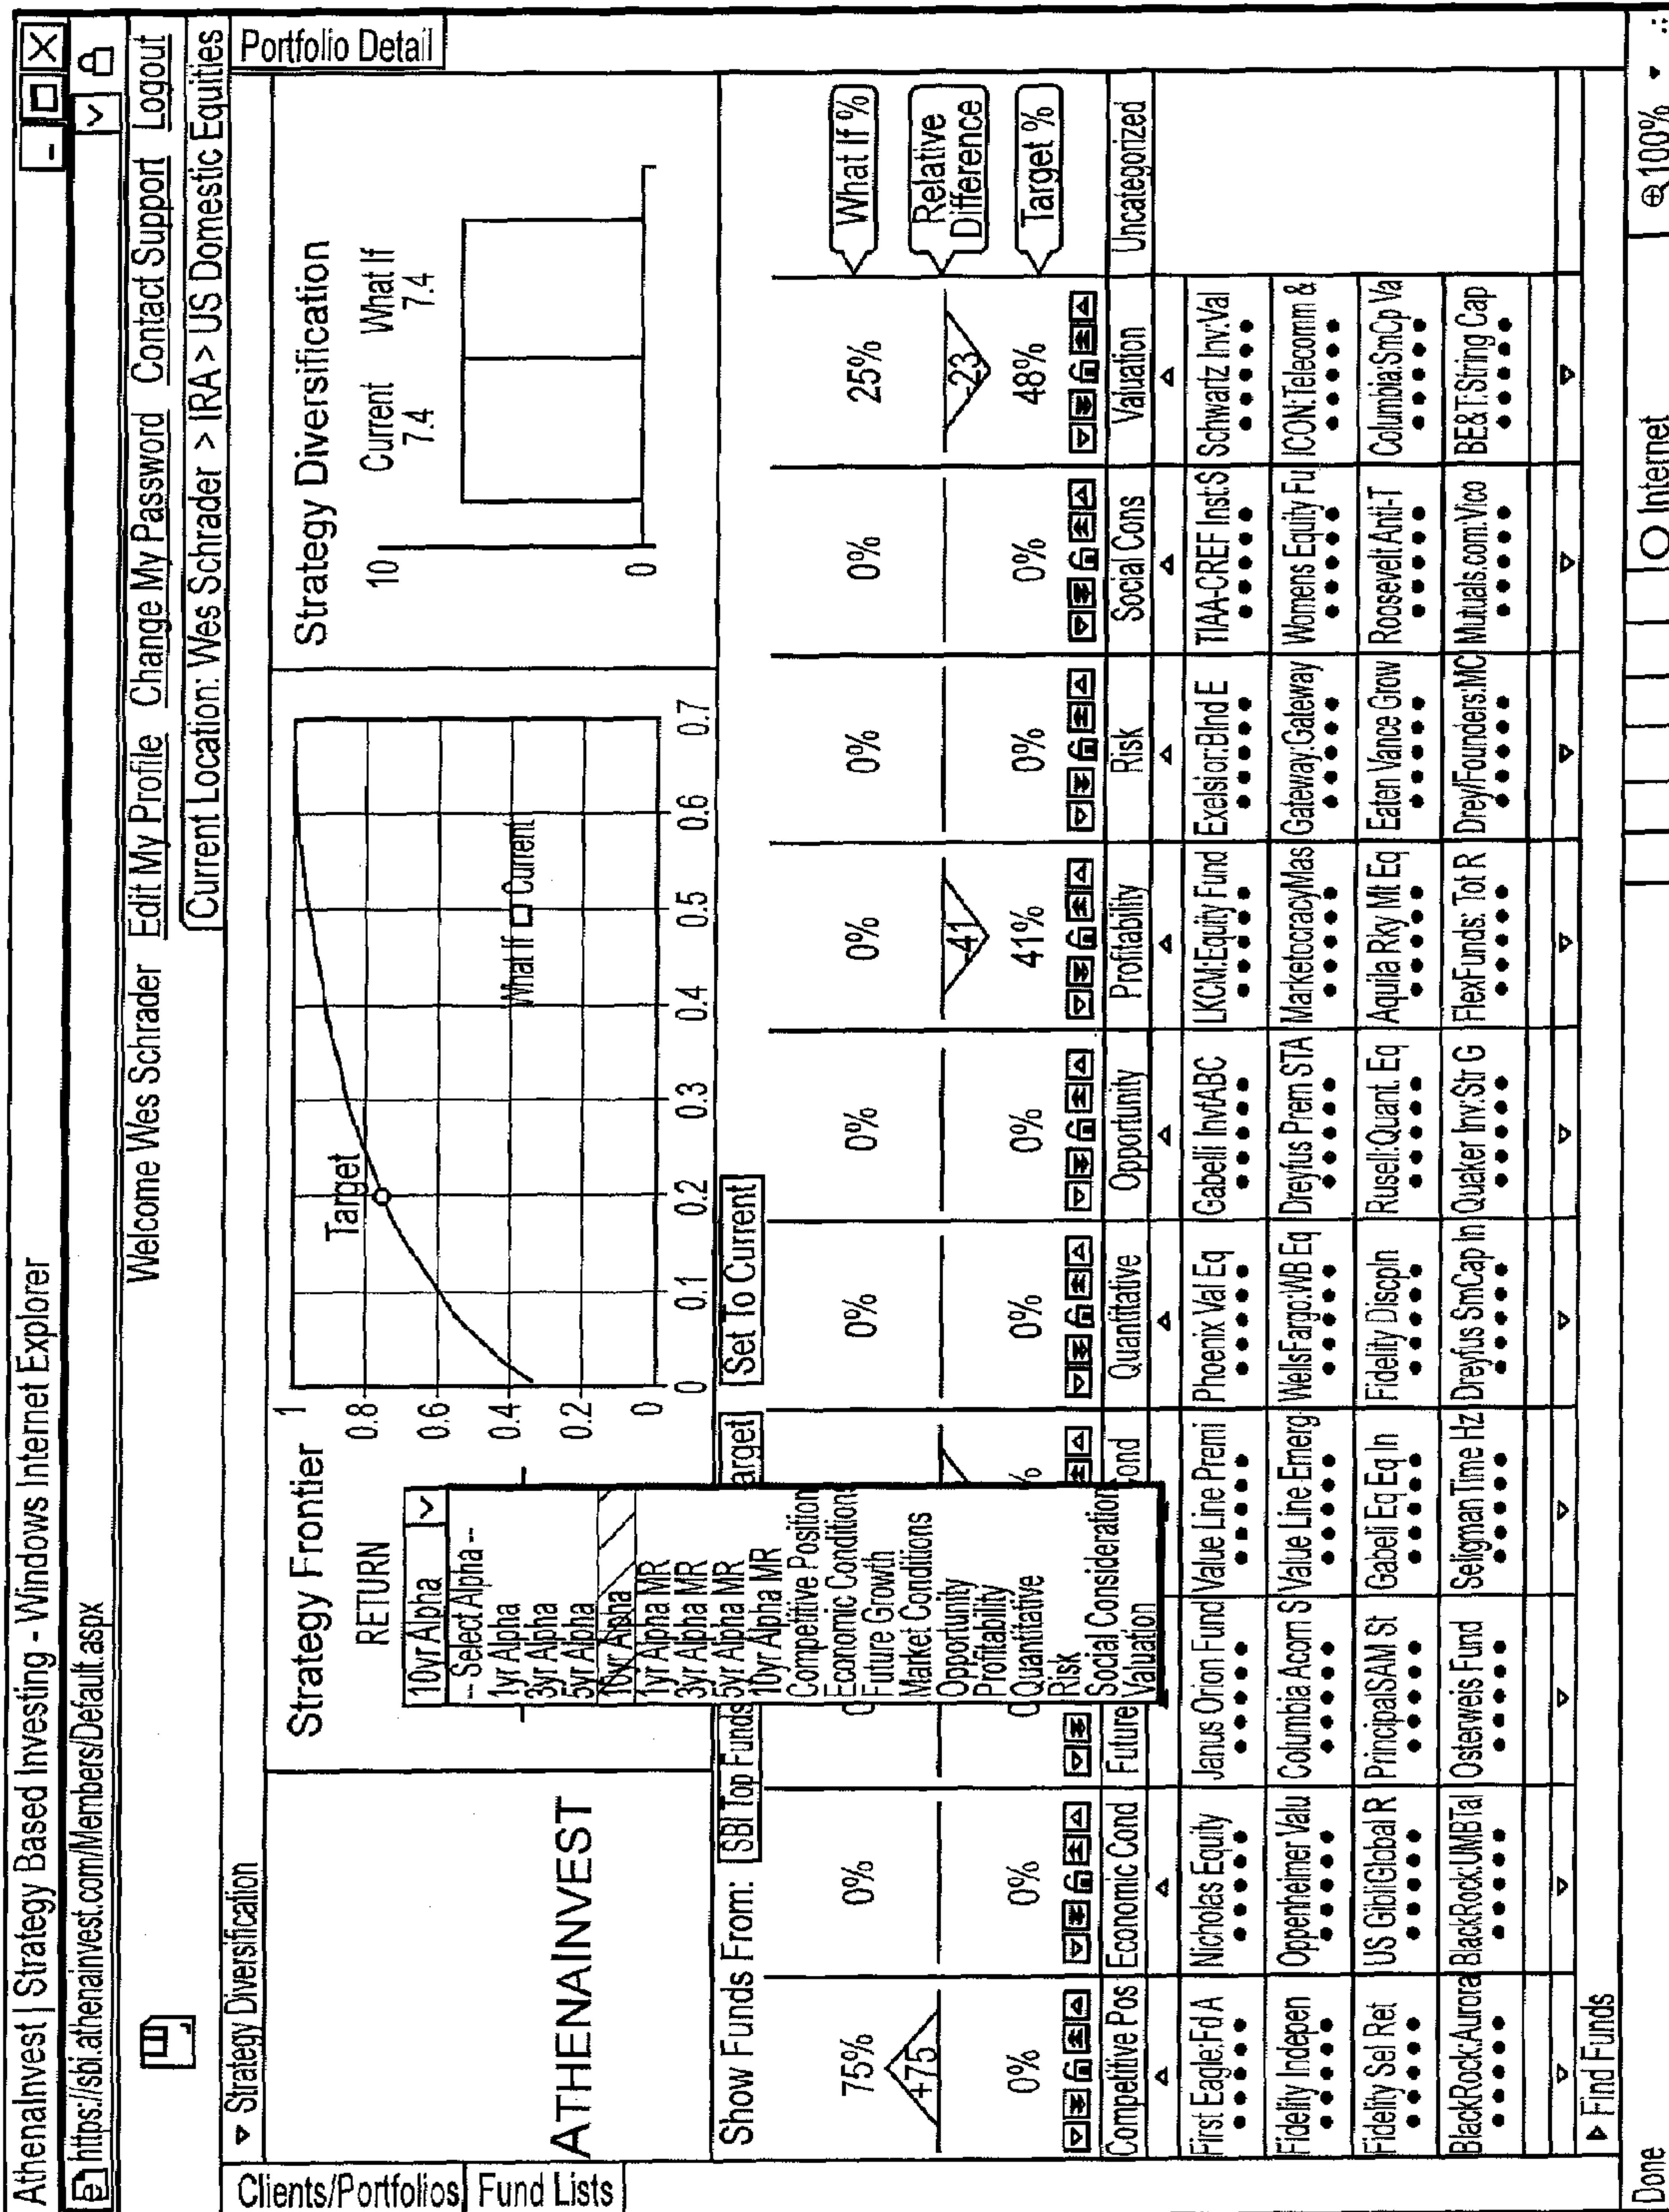 AthenaInvest | Strategy Based Investing - Windows Internet Explorer
https://sbi.athenainvest.com/Members/Default.aspx
Welcome Wes Schrader Edit My Profile Change My Password Contact Support Logout
Current Location: Wes Schrader > IRA > US Domestic Equities
Clients/Portfolios
Fund Lists
Portfolio Detail
Strategy Diversification
ATHENAINVEST
Strategy Frontier
RETURN
10yr Alpha
-- Select Alpha --
1yr Alpha
3yr Alpha
5yr Alpha
10yr Alpha
1yr Alpha MR
3yr Alpha MR
5yr Alpha MR
10yr Alpha MR
Competitive Position
Economic Conditions
Future Growth
Market Conditions
Opportunity
Profitability
Quantitative
Risk
Social Consideration
Valuation
1
0.8
0.6
0.4
0.2
0
Target
What If Current
0 0.1 0.2 0.3 0.4 0.5 0.6 0.7
Strategy Diversification
Current What If
7.4 7.4
10
0
Show Funds From: SBI Top Funds arget Set To Current
75% 0% 0% 0% 0% 0% 0% 25% What If %
+75 -41 -23 Relative Difference
0% 0% 0% 0% 41% 0% 0% 48% Target %
Competitive Pos Economic Cond Future ond Quantitative Opportunity Profitability Risk Social Cons Valuation Uncategorized
First Eagle:Fd A Nicholas Equity Janus Orion Fund Value Line Premi Phoenix Val Eq Gabelli InvtABC LKCM:Equity Fund Exelsior:Blnd E TIAA-CREF Inst:S Schwartz Inv:Val
Fidelity Indepen Oppenheimer Valu Columbia Acorn S Value Line Emerg WellsFargo:WB Eq Dreyfus Prem STA MarketocracyMas Gateway:Gateway Womens Equity Fu ICON:Telecomm &
Fidelity Sel Ret US Gibli Global R PrincipalSAM St Gabeli Eq Eq In Fidelity Discpln Rusell:Quant. Eq Aquila Rky Mt Eq Eaten Vance Grow Roosevelt Anti-T Columbia:SmCp Va
BlackRock:Aurora BlackRock:UMBTal Osterweis Fund Seligman Time Hz Dreyfus SmCap In Quaker Inv:Str G FlexFunds: Tot R Drey/Founders:MC Mutuals.com:Vico BE&T:String Cap
Find Funds
Done Internet 100%